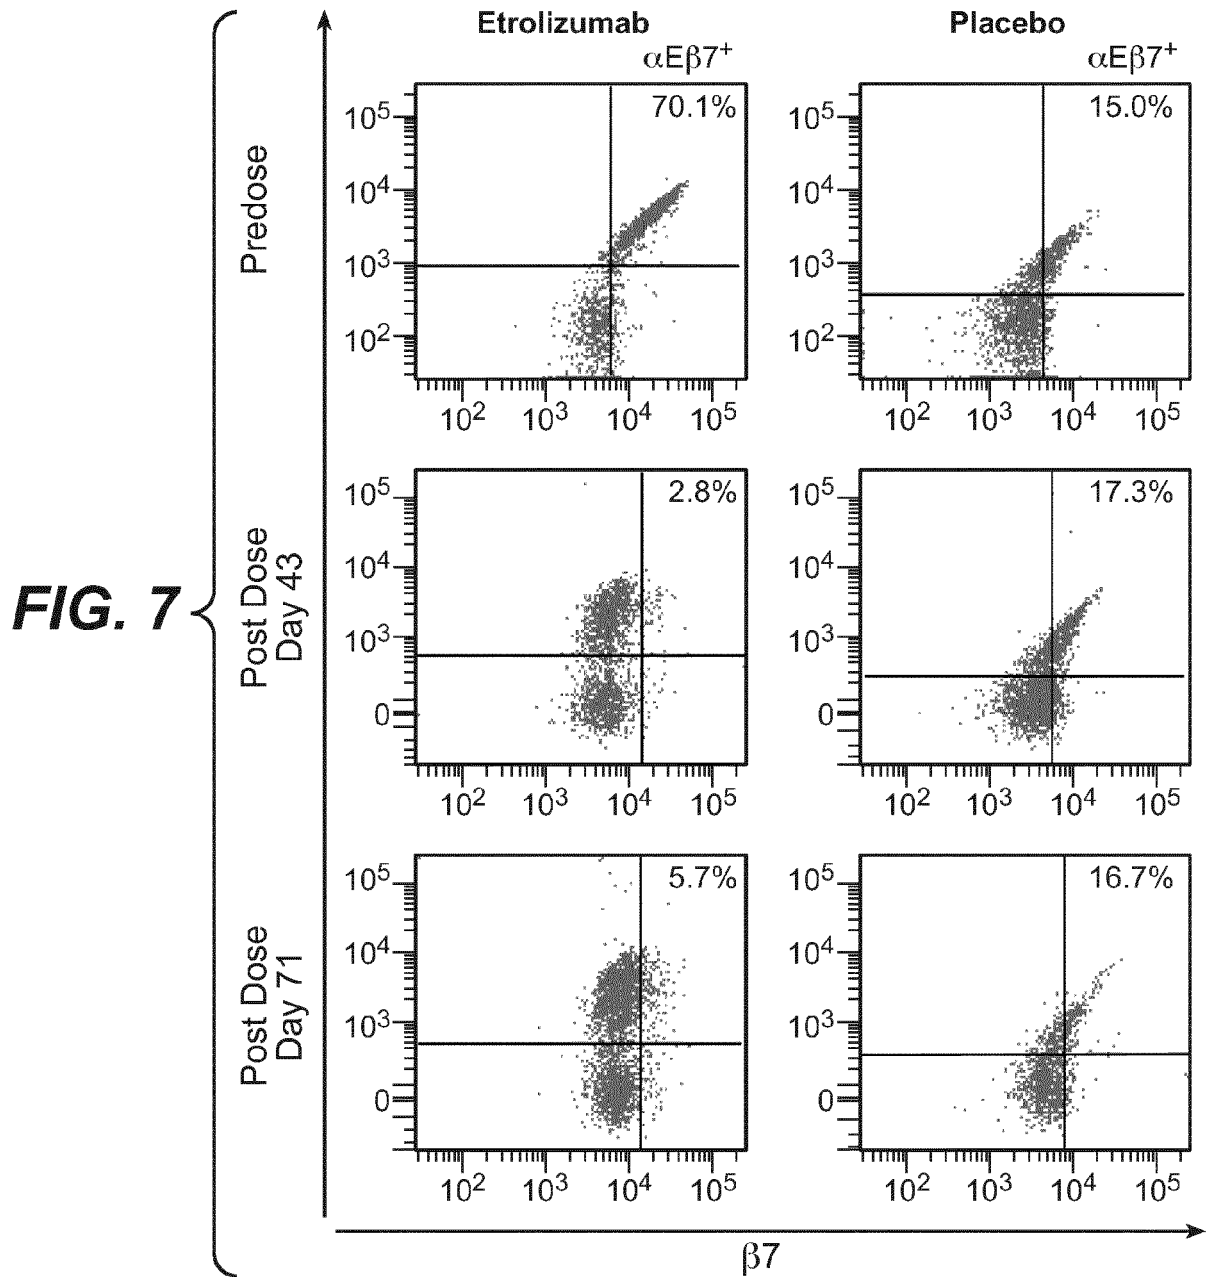 Etrolizumab
Placebo
αEβ7⁺
αEβ7⁺
Predose
70.1%
10⁵
10⁴
10³
10²
10² 10³ 10⁴ 10⁵
15.0%
10⁵
10⁴
10³
10²
10² 10³ 10⁴ 10⁵
FIG. 7
Post Dose
Day 43
2.8%
10⁵
10⁴
10³
0
10² 10³ 10⁴ 10⁵
17.3%
10⁵
10⁴
10³
0
10² 10³ 10⁴ 10⁵
Post Dose
Day 71
5.7%
10⁵
10⁴
10³
0
10² 10³ 10⁴ 10⁵
16.7%
10⁵
10⁴
10³
0
10² 10³ 10⁴ 10⁵
β7